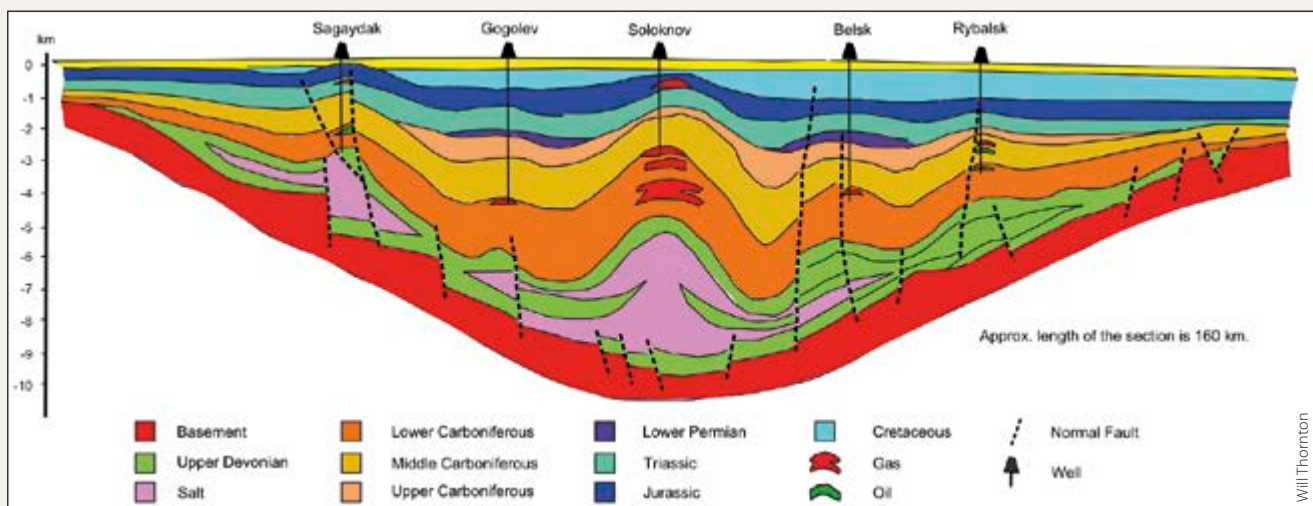 Sagaydak
Gogolev
Soloknov
Belsk
Rybalsk
km
0
-1
-2
-3
-4
-5
-6
-7
-8
-9
-10
Approx. length of the section is 160 km.
Basement
Lower Carboniferous
Lower Permian
Cretaceous
Normal Fault
Upper Devonian
Middle Carboniferous
Triassic
Gas
Well
Salt
Upper Carboniferous
Jurassic
Oil
Will Thornton